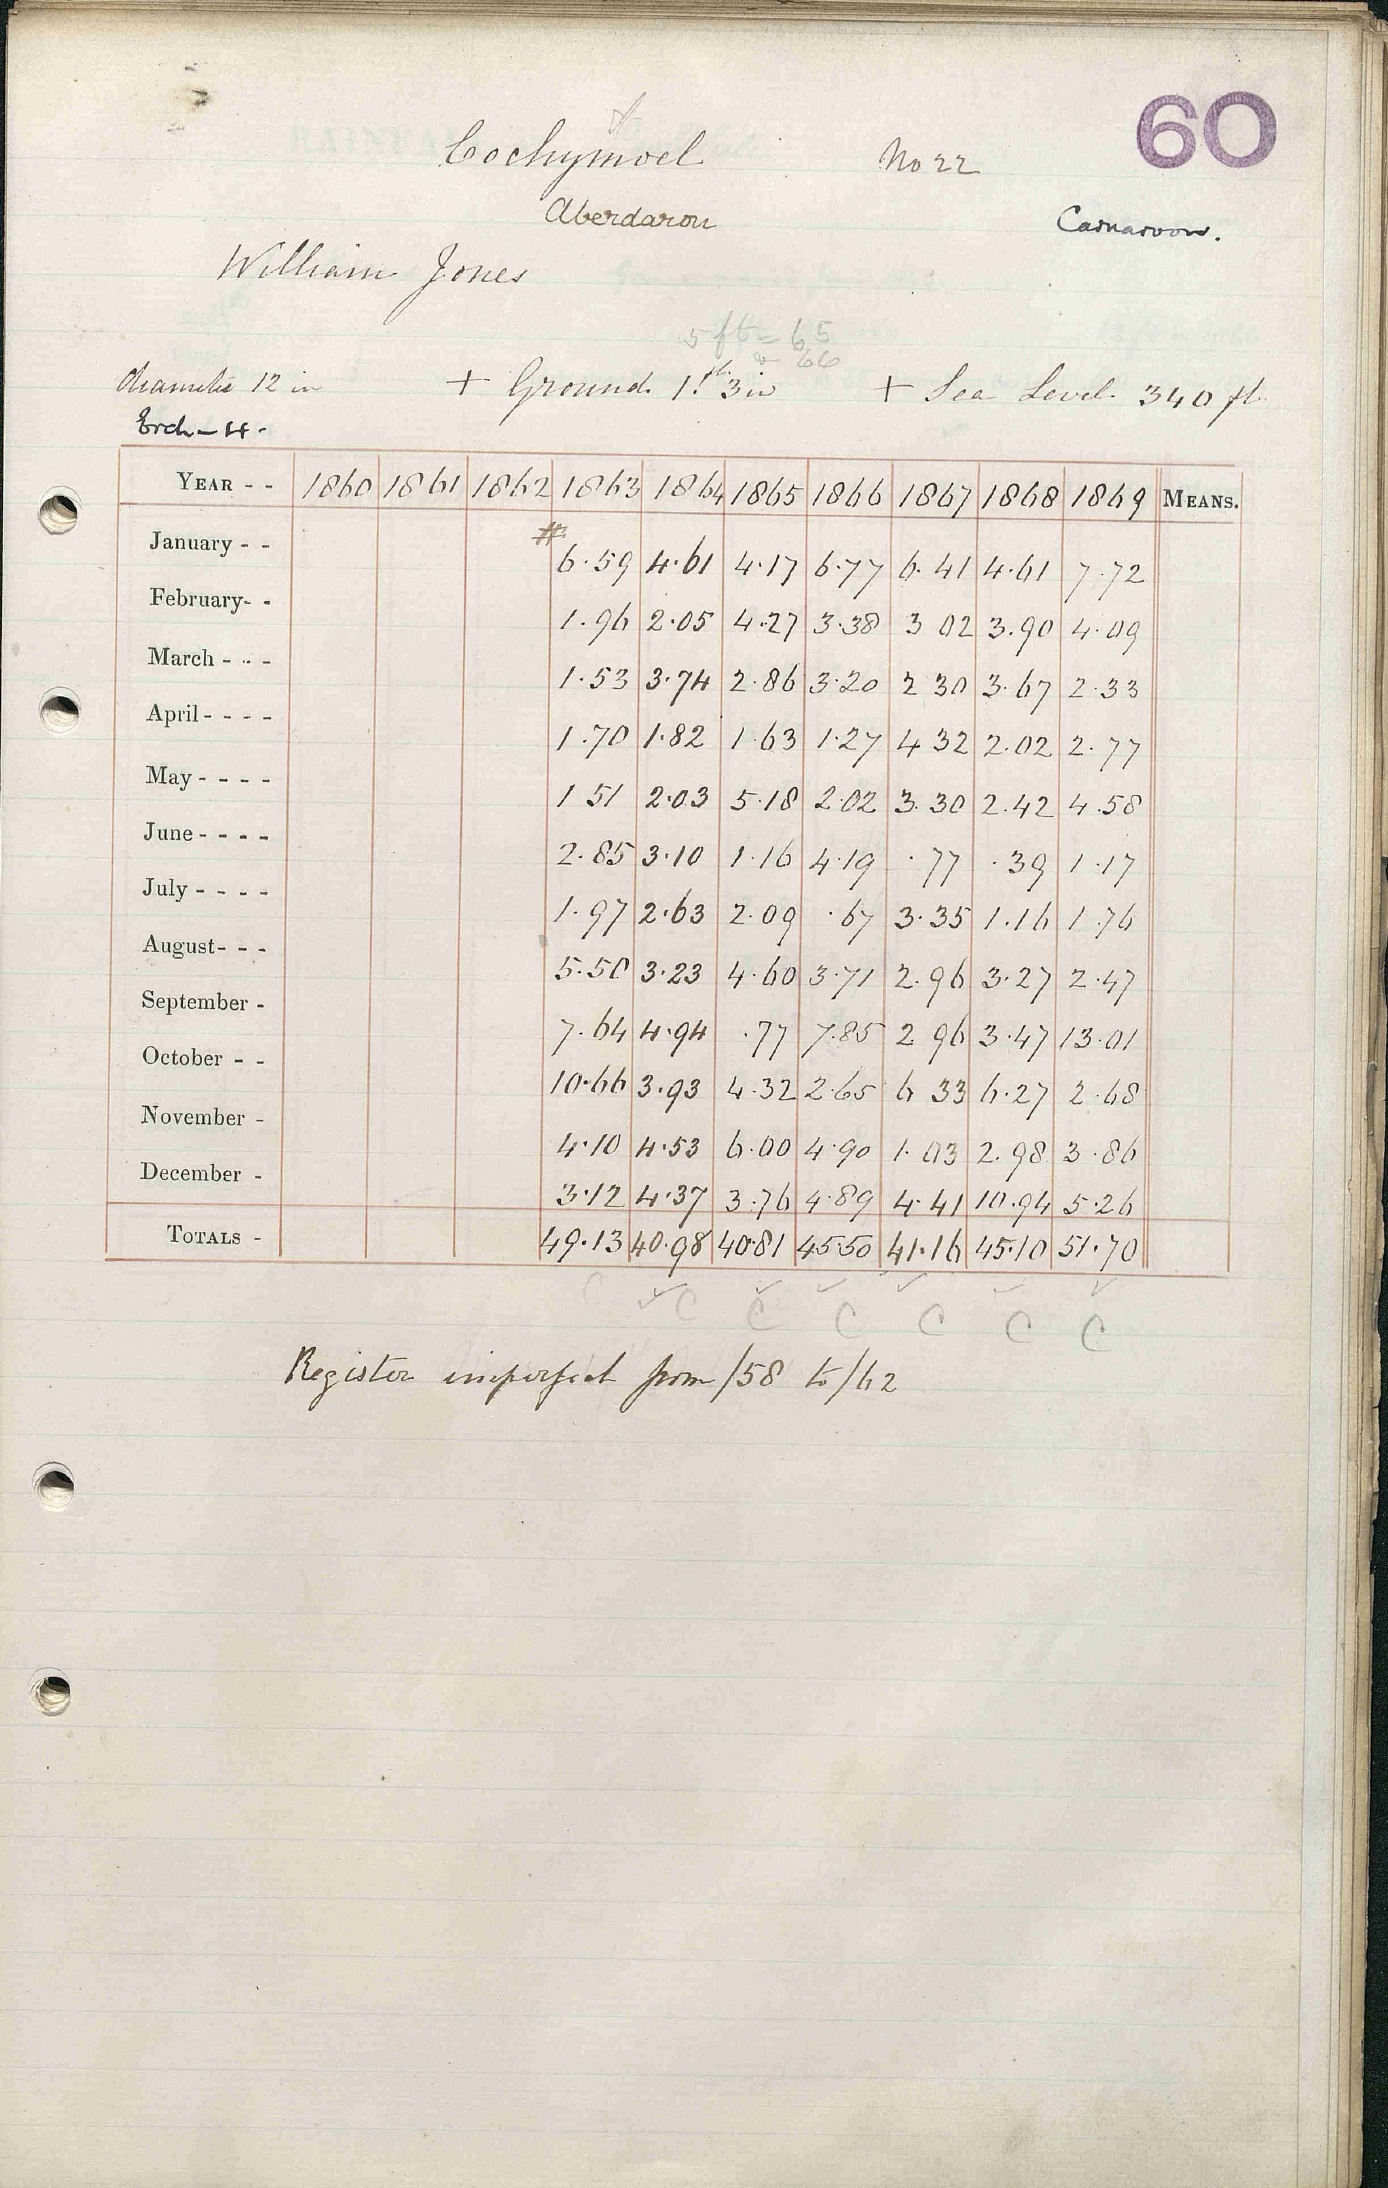 60
Cochymoel No 22
Aberdaron Carnarvon.
William Jones
5 ft = 65
& 66
diameter 12 in + Ground 1 ft 3 in + Sea Level 340 ft
YEAR - - 1860 1861 1862 1863 1864 1865 1866 1867 1868 1869 MEANS.
January - - # 6.59 4.61 4.17 6.77 6.41 4.61 7.72
February- - 1.96 2.05 4.27 3.38 3 02 3.90 4.09
March - - - 1.53 3.74 2.86 3.20 2 30 3.67 2.33
April - - - - 1.70 1.82 1.63 1.27 4 32 2.02 2.77
May - - - - 1 51 2.03 5.18 2.02 3.30 2.42 4.58
June - - - - 2.85 3.10 1.16 4.19 .77 .39 1.17
July - - - - 1.97 2.63 2.09 .67 3.35 1.16 1.76
August- - - 5.50 3.23 4.60 3.71 2.96 3.27 2.47
September - 7.64 4.94 .77 7.85 2 96 3.47 13.01
October - - 10.66 3.93 4.32 2.65 6 33 6.27 2.68
November - 4.10 4.53 6.00 4.90 1.03 2.98 3.86
December - 3.12 4.37 3.76 4.89 4.41 10.94 5.26
TOTALS - 49.13 40.98 40.81 45.50 41.16 45.10 51.70
C C C C C C C
Register imperfect from /58 to /62